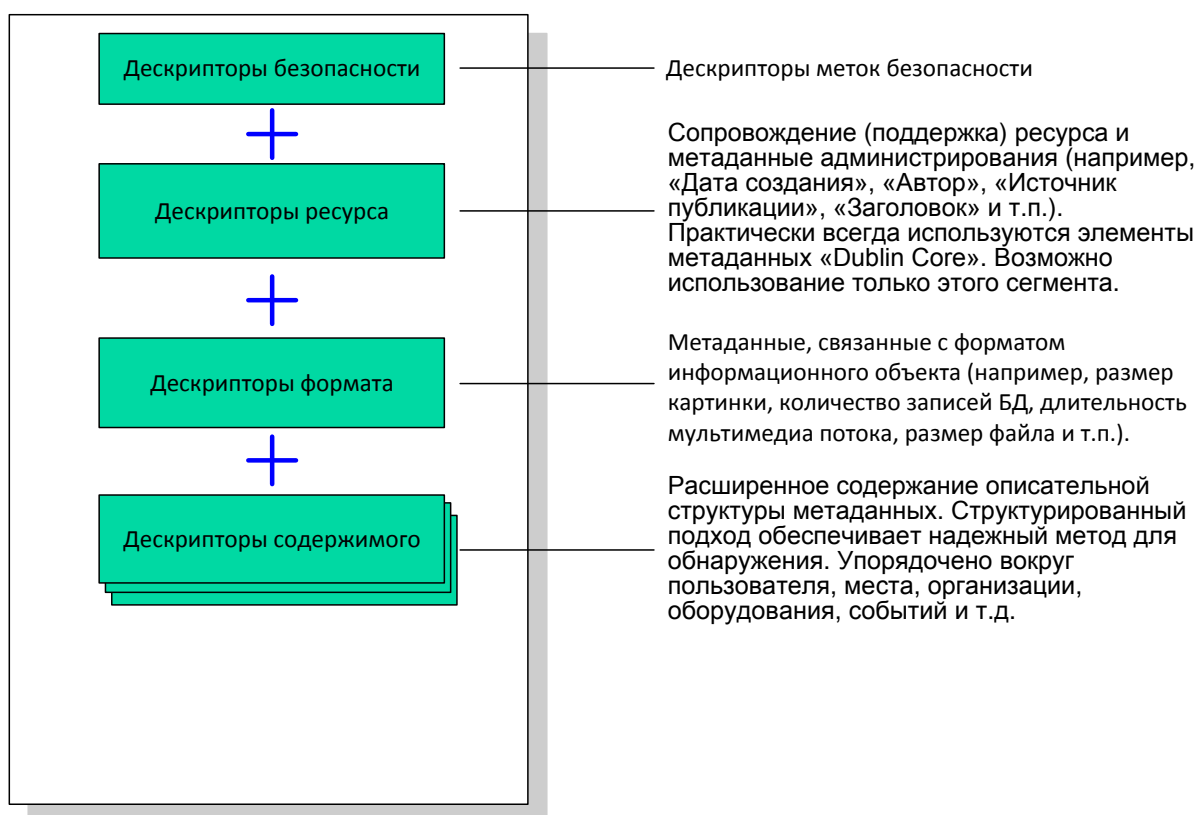 Дескрипторы безопасности
Дескрипторы меток безопасности
Дескрипторы ресурса
Сопровождение (поддержка) ресурса и
метаданные администрирования (например,
«Дата создания», «Автор», «Источник
публикации», «Заголовок» и т.п.).
Практически всегда используются элементы
метаданных «Dublin Core». Возможно
использование только этого сегмента.
Дескрипторы формата
Метаданные, связанные с форматом
информационного объекта (например, размер
картинки, количество записей БД, длительность
мультимедиа потока, размер файла и т.п.).
Дескрипторы содержимого
Расширенное содержание описательной
структуры метаданных. Структурированный
подход обеспечивает надежный метод для
обнаружения. Упорядочено вокруг
пользователя, места, организации,
оборудования, событий и т.д.